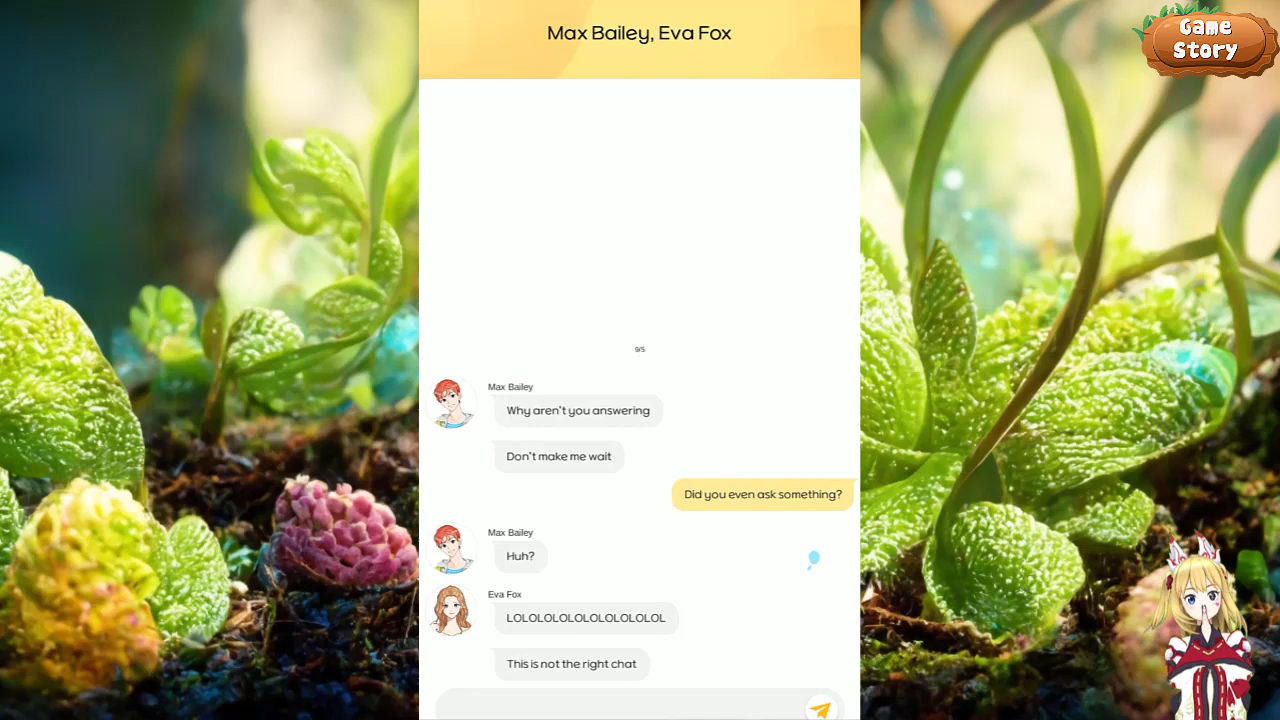 Max Bailey, Eva Fox
Game
Story
9/5
Max Bailey
Why aren't you answering
Don't make me wait
Did you even ask something?
Max Bailey
Huh?
Eva Fox
LOLOLOLOLOLOLOLOLOLOL
This is not the right chat